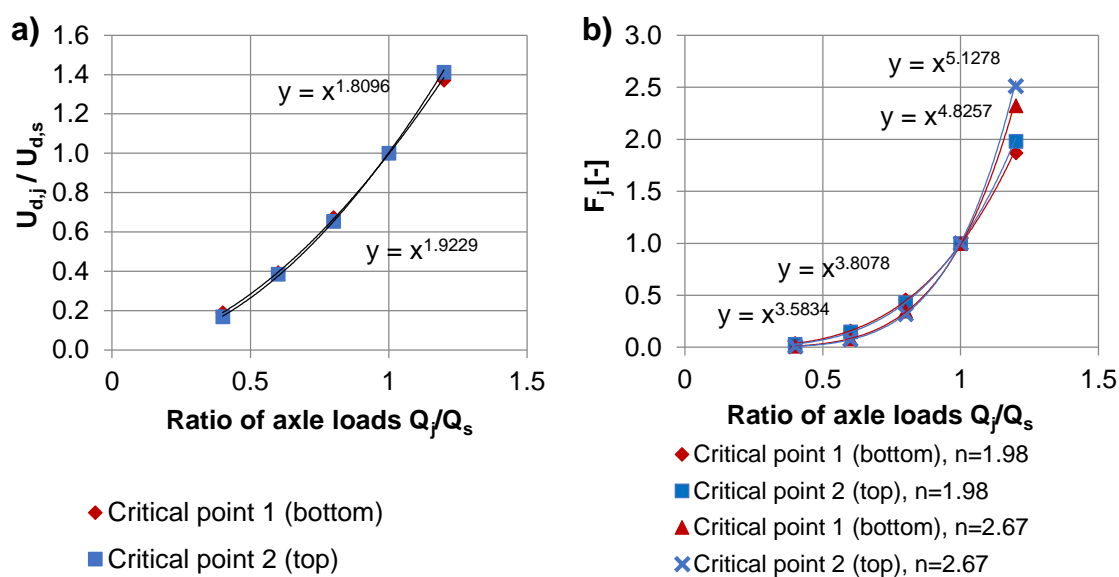 a)
U_d,j / U_d,s
1.6
1.4
1.2
1.0
0.8
0.6
0.4
0.2
0.0
0
0.5
1
1.5
y = x^1.8096
y = x^1.9229
Ratio of axle loads Q_j/Q_s
Critical point 1 (bottom)
Critical point 2 (top)
b)
F_j [-]
3.0
2.5
2.0
1.5
1.0
0.5
0.0
0
0.5
1
1.5
y = x^5.1278
y = x^4.8257
y = x^3.8078
y = x^3.5834
Ratio of axle loads Q_j/Q_s
Critical point 1 (bottom), n=1.98
Critical point 2 (top), n=1.98
Critical point 1 (bottom), n=2.67
Critical point 2 (top), n=2.67